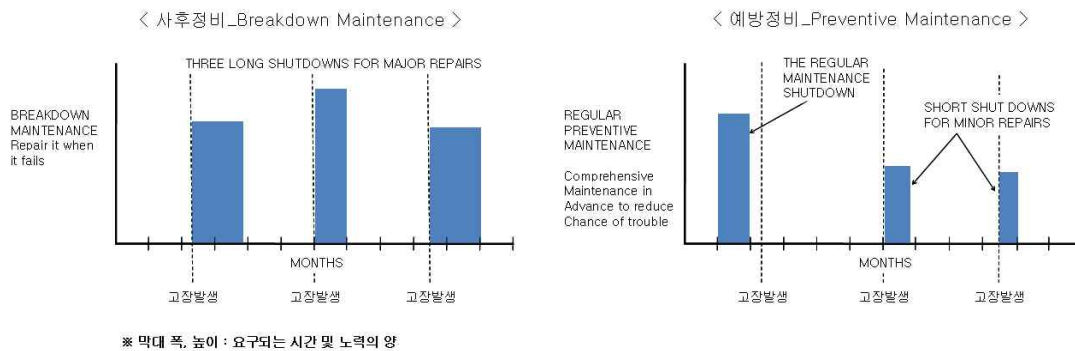 < 사후정비_Breakdown Maintenance >
THREE LONG SHUTDOWNS FOR MAJOR REPAIRS
BREAKDOWN
MAINTENANCE
Repair it when
it fails
MONTHS
고장발생
고장발생
고장발생
※ 막대 폭, 높이 : 요구되는 시간 및 노력의 양
< 예방정비_Preventive Maintenance >
THE REGULAR
MAINTENANCE
SHUTDOWN
SHORT SHUT DOWNS
FOR MINOR REPAIRS
REGULAR
PREVENTIVE
MAINTENANCE
Comprehensive
Maintenance in
Advance to reduce
Chance of trouble
MONTHS
고장발생
고장발생
고장발생